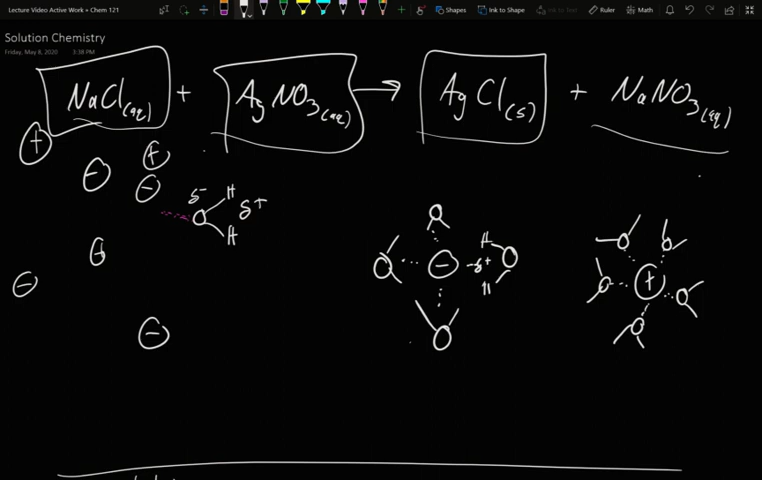 Lecture Video Active Work • Chem 121
Shapes Ink to Shape Ink to Text Ruler Math
Solution Chemistry
Friday, May 8, 2020 3:38 PM
NaCl(aq) + AgNO3(aq) → AgCl(s) + NaNO3(aq)
+ − + −
δ− O H H δ+
+ − −
O O − δ+ H O H O
O O O + O O